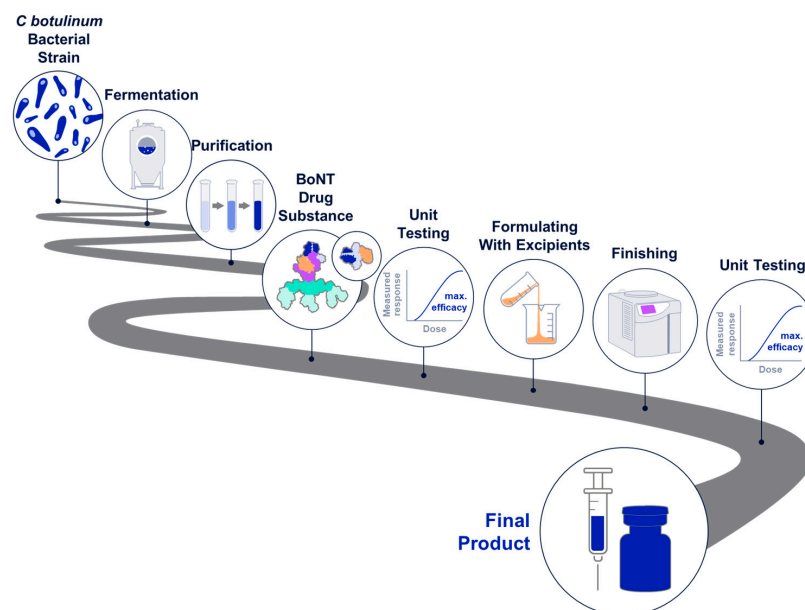 C botulinum
Bacterial
Strain
Fermentation
Purification
BoNT
Drug
Substance
Unit
Testing
Measured
response
max.
efficacy
Dose
Formulating
With Excipients
Finishing
Unit Testing
Measured
response
max.
efficacy
Dose
Final
Product